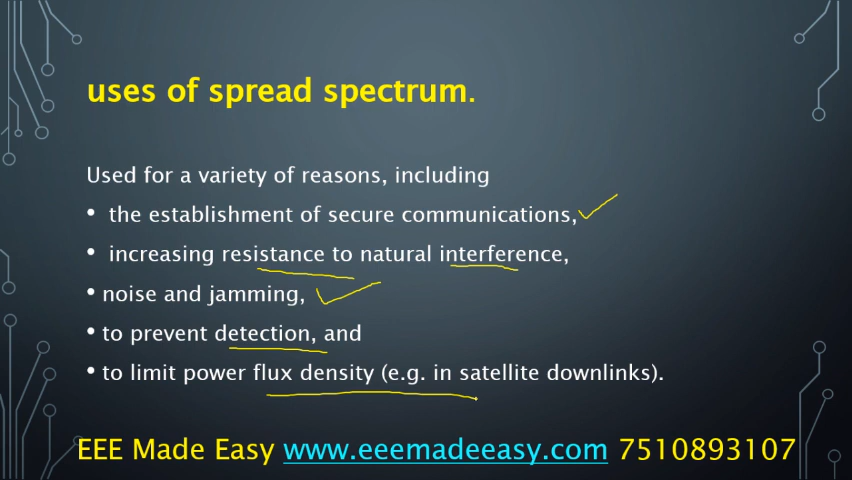 uses of spread spectrum.
Used for a variety of reasons, including
• the establishment of secure communications,
• increasing resistance to natural interference,
• noise and jamming,
• to prevent detection, and
• to limit power flux density (e.g. in satellite downlinks).
EEE Made Easy www.eeemadeeasy.com 7510893107